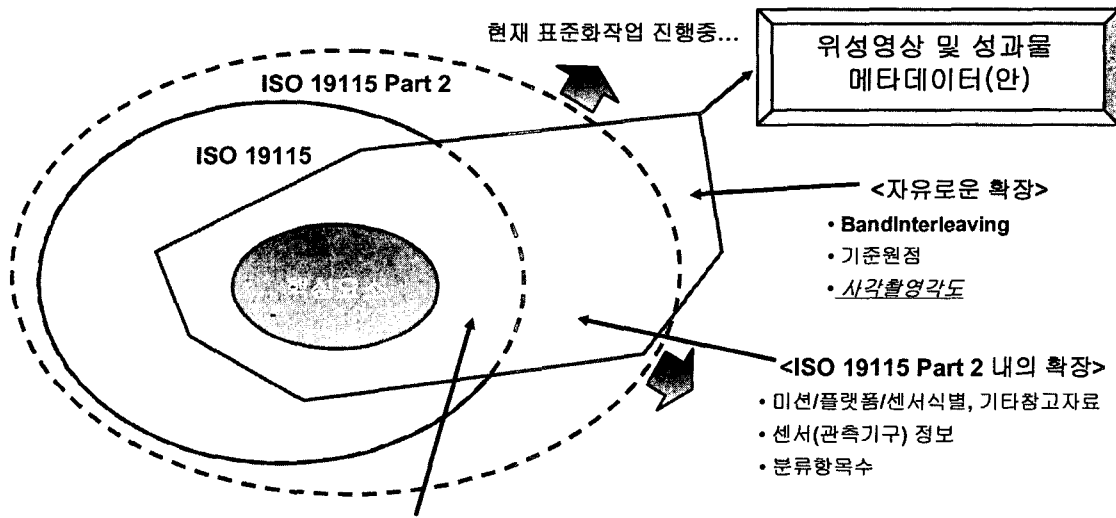 현재 표준화작업 진행중...
위성영상 및 성과물
메타데이터(안)
ISO 19115 Part 2
ISO 19115
<자유로운 확장>
• BandInterleaving
• 기준원점
• 사각촬영각도
<ISO 19115 Part 2 내의 확장>
• 미션/플랫폼/센서식별, 기타참고자료
• 센서(관측기구) 정보
• 분류항목수